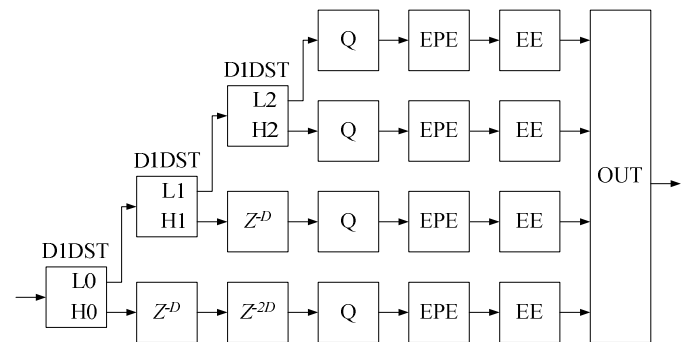 Q EPE EE
D1DST
L2
H2 Q EPE EE
D1DST
L1 OUT
H1 Z-D Q EPE EE
D1DST
L0
H0 Z-D Z-2D Q EPE EE